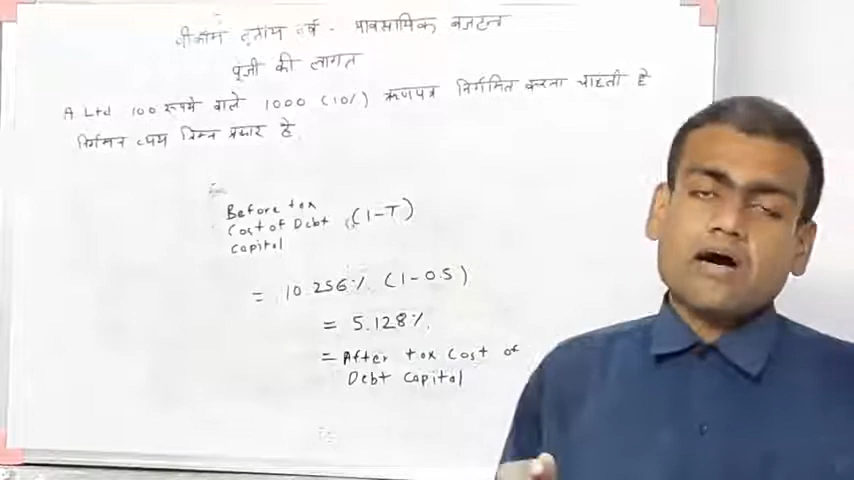 बीकॉम तृतीय वर्ष - व्यावसायिक बजटन
पूंजी की लागत
A Ltd 100 रूपये वाले 1000 (10%) ऋणपत्र निर्गमित करना चाहती है
निर्गमन व्यय निम्न प्रकार है
Before tax
Cost of Debt (1-T)
Capital
= 10.256% (1-0.5)
= 5.128%
= After tax cost of
Debt capital